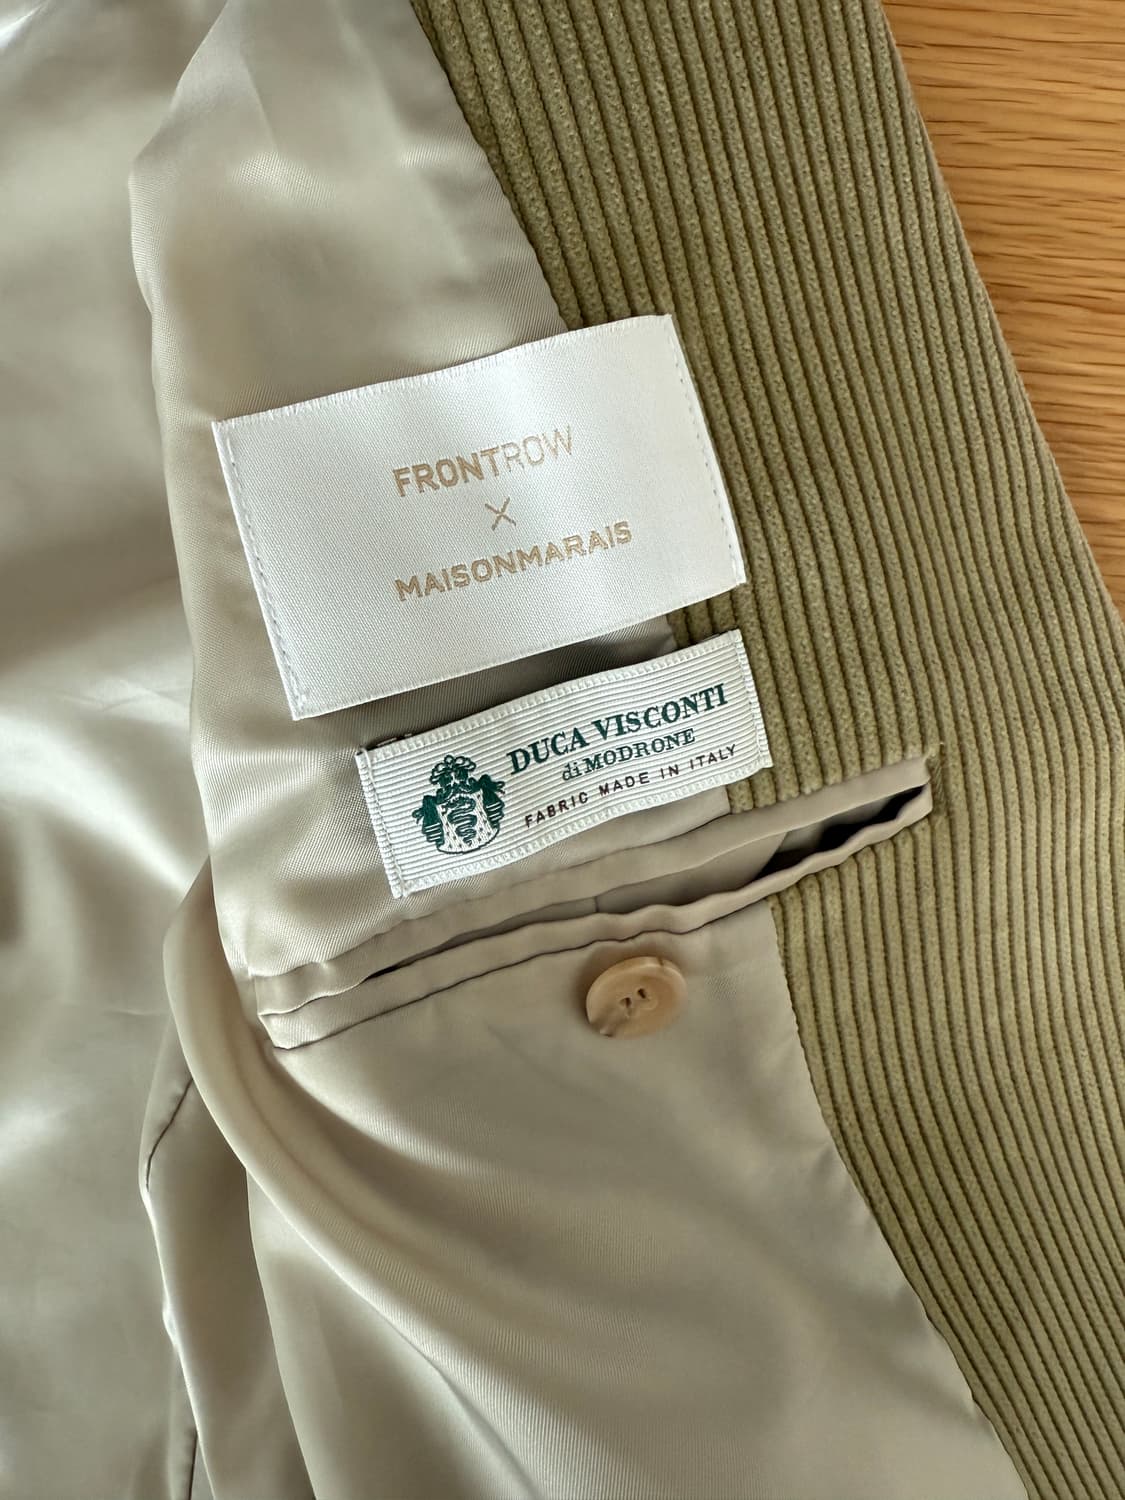 FRONTROW
×
MAISONMARAIS
DUCA VISCONTI
di MODRONE
FABRIC MADE IN ITALY